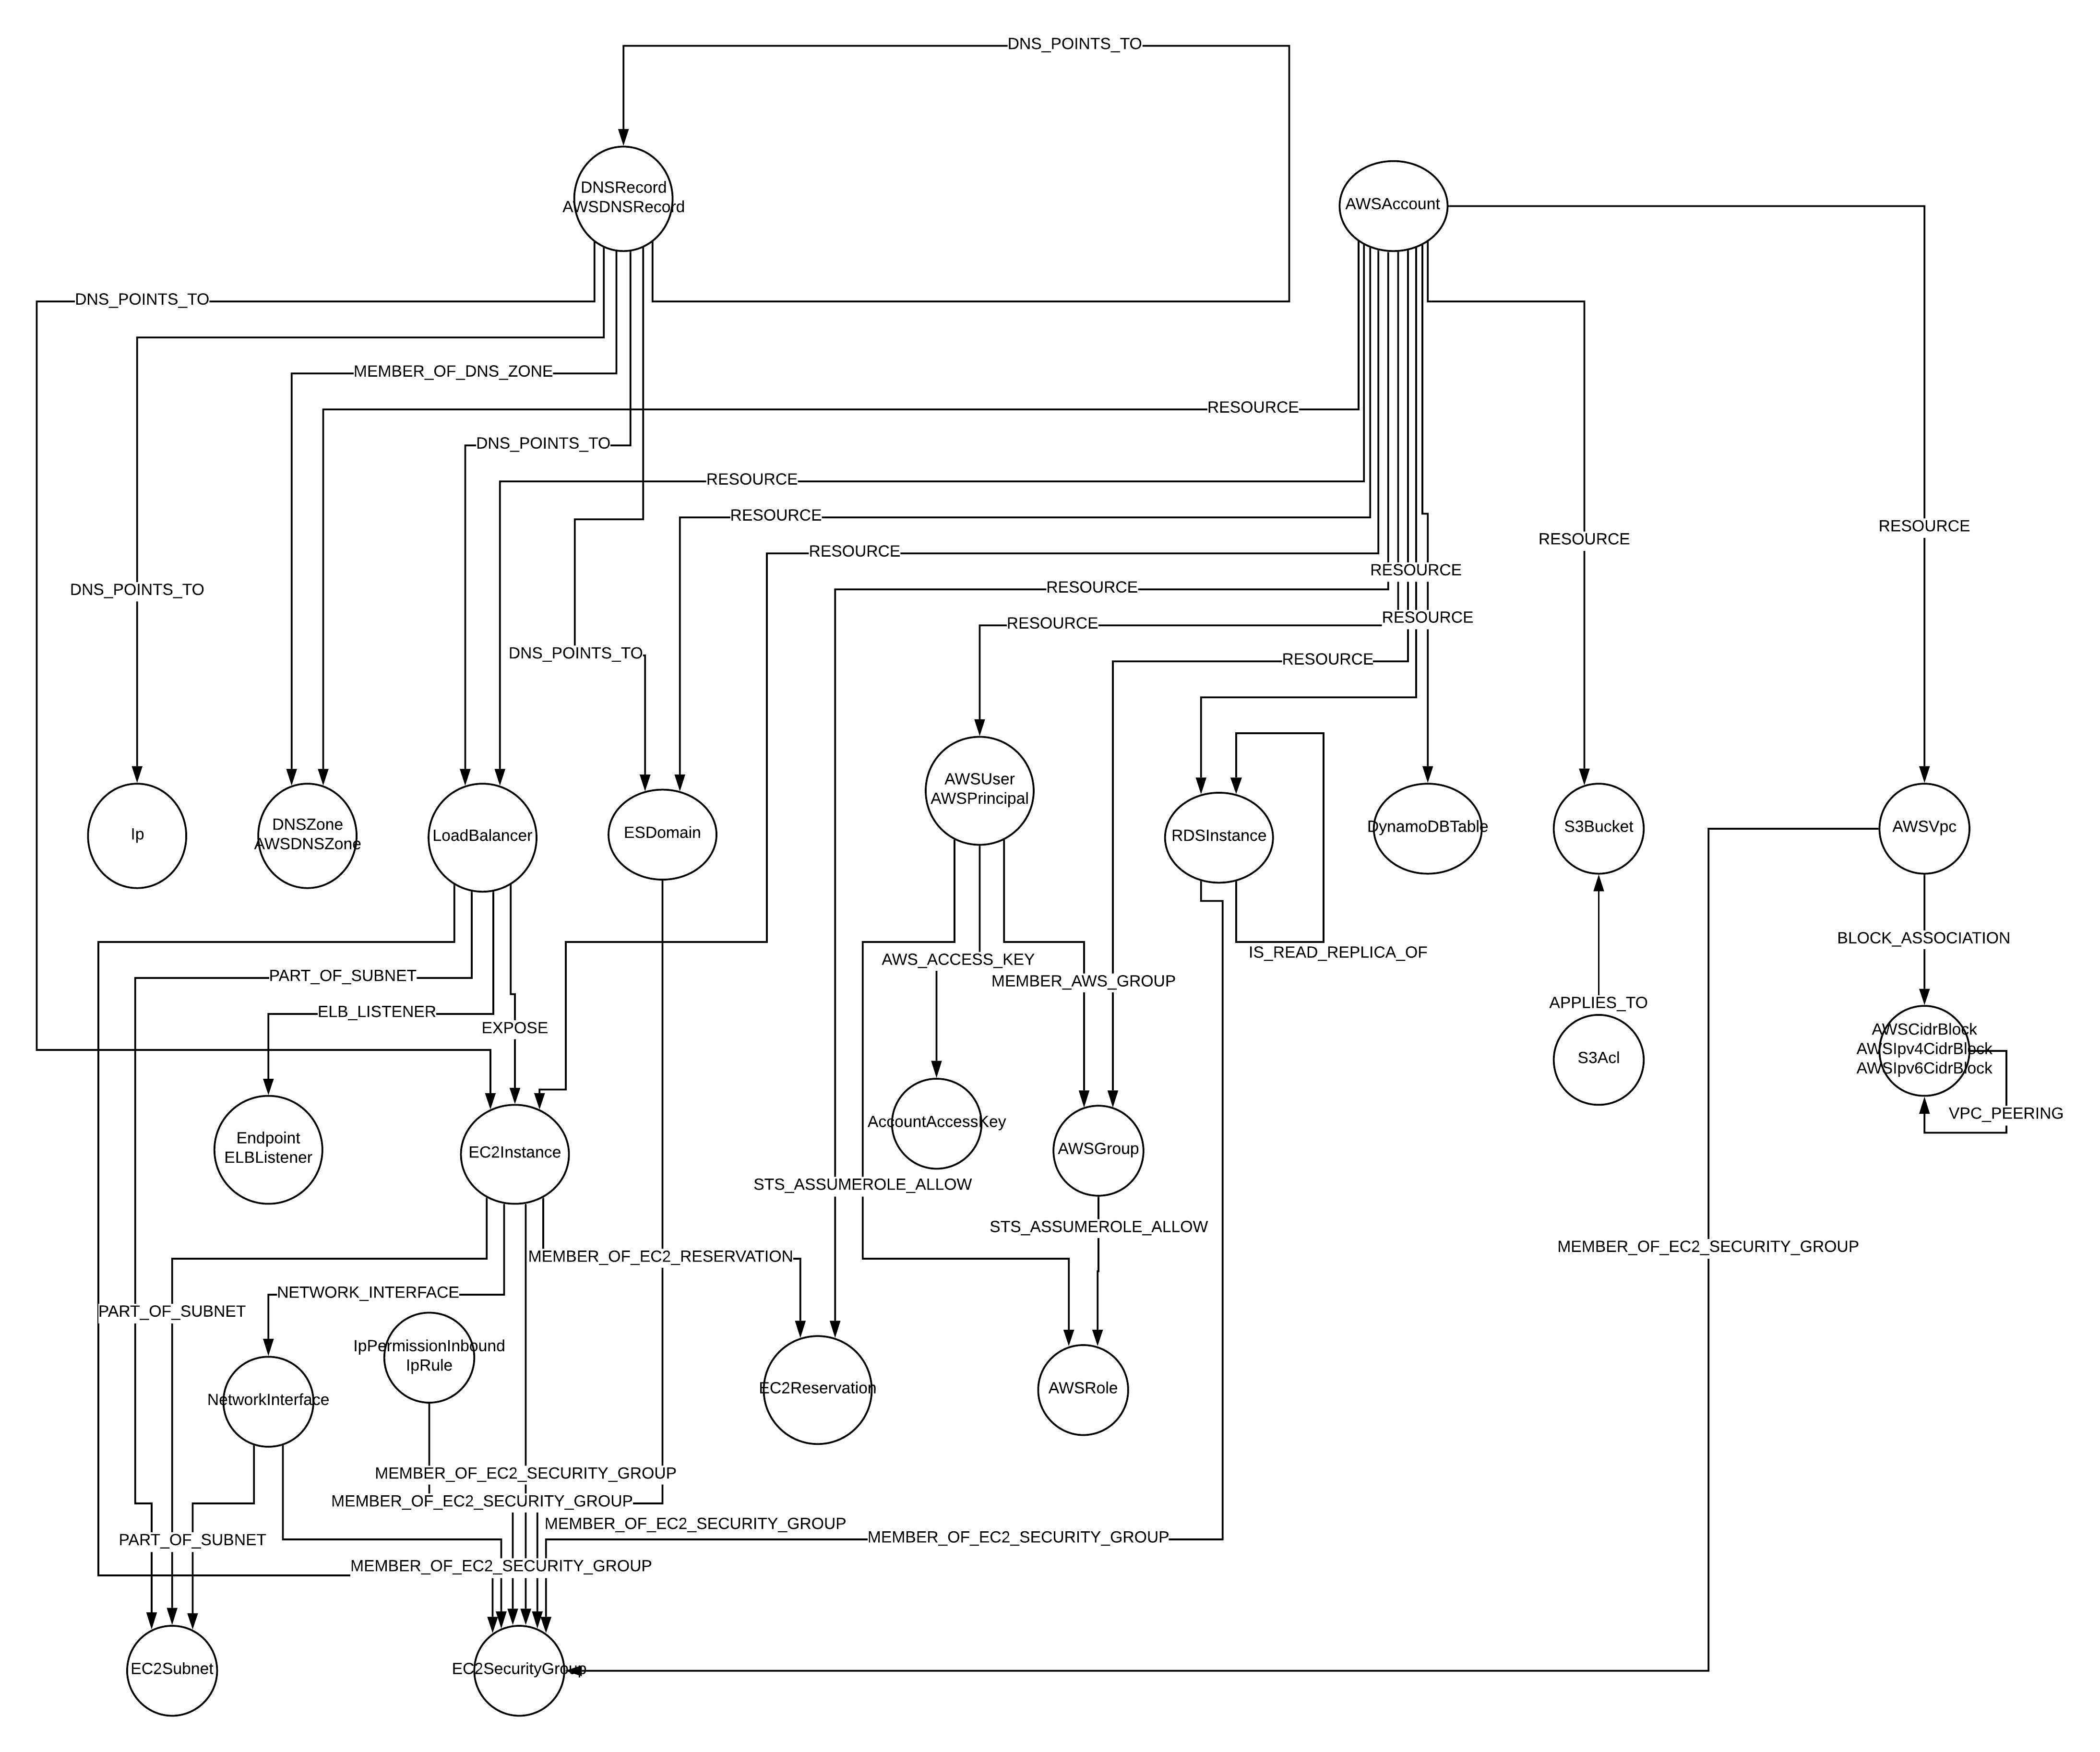 DNS_POINTS_TO
DNSRecord
AWSDNSRecord
AWSAccount
DNS_POINTS_TO
MEMBER_OF_DNS_ZONE
RESOURCE
DNS_POINTS_TO
RESOURCE
RESOURCE
RESOURCE
RESOURCE
RESOURCE
RESOURCE
RESOURCE
DNS_POINTS_TO
RESOURCE
RESOURCE
RESOURCE
DNS_POINTS_TO
RESOURCE
AWSUser
AWSPrincipal
Ip
DNSZone
AWSDNSZone
LoadBalancer
ESDomain
RDSInstance
DynamoDBTable
S3Bucket
AWSVpc
BLOCK_ASSOCIATION
IS_READ_REPLICA_OF
AWS_ACCESS_KEY
PART_OF_SUBNET
MEMBER_AWS_GROUP
APPLIES_TO
ELB_LISTENER
EXPOSE
AWSCidrBlock
AWSIpv4CidrBlock
AWSIpv6CidrBlock
S3Acl
VPC_PEERING
AccountAccessKey
Endpoint
ELBListener
EC2Instance
AWSGroup
STS_ASSUMEROLE_ALLOW
STS_ASSUMEROLE_ALLOW
MEMBER_OF_EC2_SECURITY_GROUP
MEMBER_OF_EC2_RESERVATION
NETWORK_INTERFACE
PART_OF_SUBNET
IpPermissionInbound
IpRule
NetworkInterface
EC2Reservation
AWSRole
MEMBER_OF_EC2_SECURITY_GROUP
MEMBER_OF_EC2_SECURITY_GROUP
MEMBER_OF_EC2_SECURITY_GROUP
MEMBER_OF_EC2_SECURITY_GROUP
PART_OF_SUBNET
MEMBER_OF_EC2_SECURITY_GROUP
EC2Subnet
EC2SecurityGroup